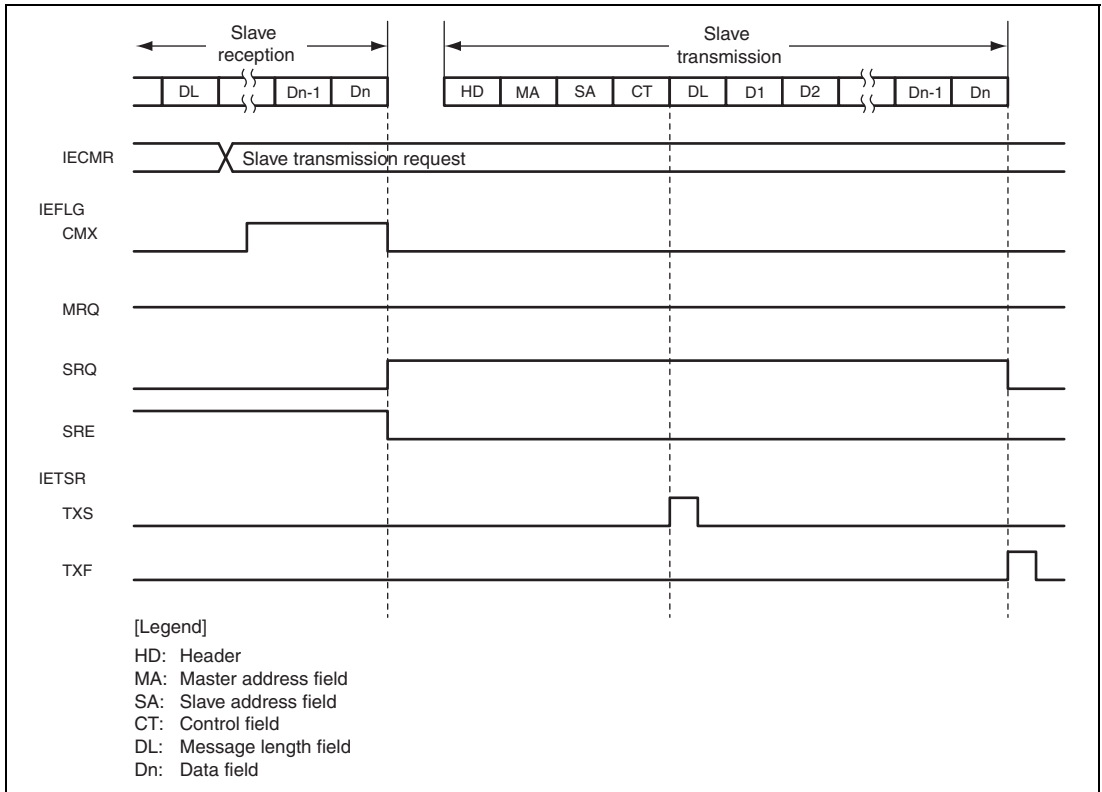 Slave
reception
Slave
transmission
DL Dn-1 Dn HD MA SA CT DL D1 D2 Dn-1 Dn
IECMR Slave transmission request
IEFLG
CMX
MRQ
SRQ
SRE
IETSR
TXS
TXF
[Legend]
HD: Header
MA: Master address field
SA: Slave address field
CT: Control field
DL: Message length field
Dn: Data field